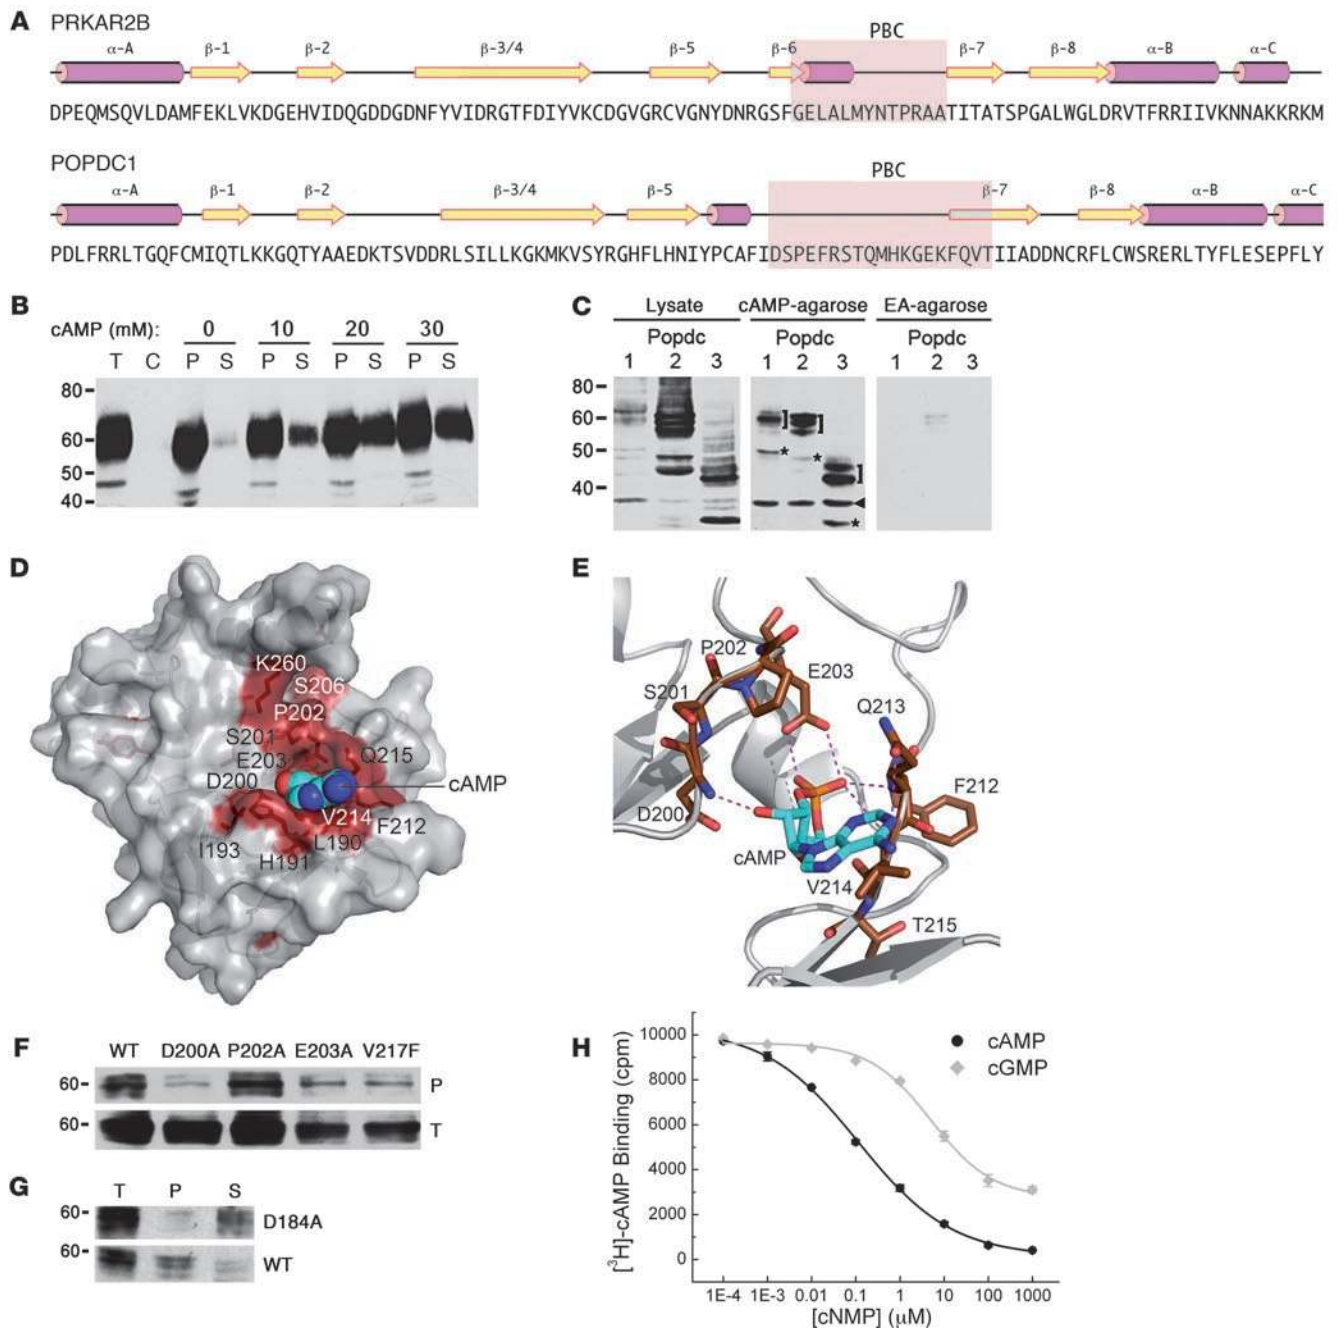 A
PRKAR2B
PBC
α-A β-1 β-2 β-3/4 β-5 β-6 β-7 β-8 α-B α-C
DPEQMSQVLDAMFEKLVKDGEHVIDQGDDGDNFYVIDRGTFDIYVKCDGVGRCVGNYDNRGSFGELALMYNTPRAATITATSPGALWGLDRVTFRRIIVKNNAKKRKM
POPDC1
PBC
α-A β-1 β-2 β-3/4 β-5 β-7 β-8 α-B α-C
PDLFRRLTGQFCMIQTLKKGQTYAAEDKTSVDDRLSILLKGKMKVSYRGHFLHNIYPCAFIDSPEFRSTQMHKGEKFQVTIIADDNCRFLCWSRERLTYFLESEPFLY
B
cAMP (mM): 0 10 20 30
T C P S P S P S P S
80
60
50
40
C
Lysate cAMP-agarose EA-agarose
Popdc Popdc Popdc
1 2 3 1 2 3 1 2 3
80
60
50
40
*
*
*
D
K260
S206
P202
S201
E203
Q215
D200
cAMP
V214
F212
L190
I193
H191
E
P202
E203
S201
Q213
F212
D200
cAMP
V214
T215
F
WT D200A P202A E203A V217F
60 P
60 T
G
T P S
60 D184A
60 WT
H
cAMP
cGMP
[³H]-cAMP Binding (cpm)
10000
8000
6000
4000
2000
0
1E-4 1E-3 0.01 0.1 1 10 100 1000
[cNMP] (μM)